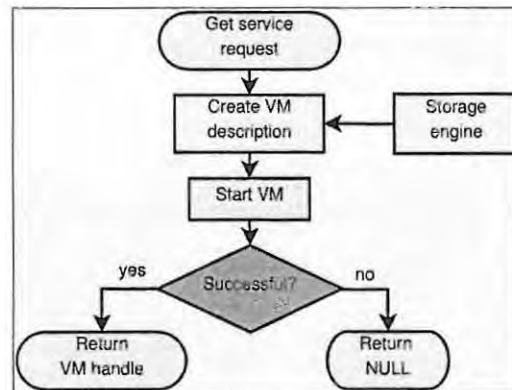 Get service
request
Create VM
description
Storage
engine
Start VM
yes
Successful?
no
Return
VM handle
Return
NULL